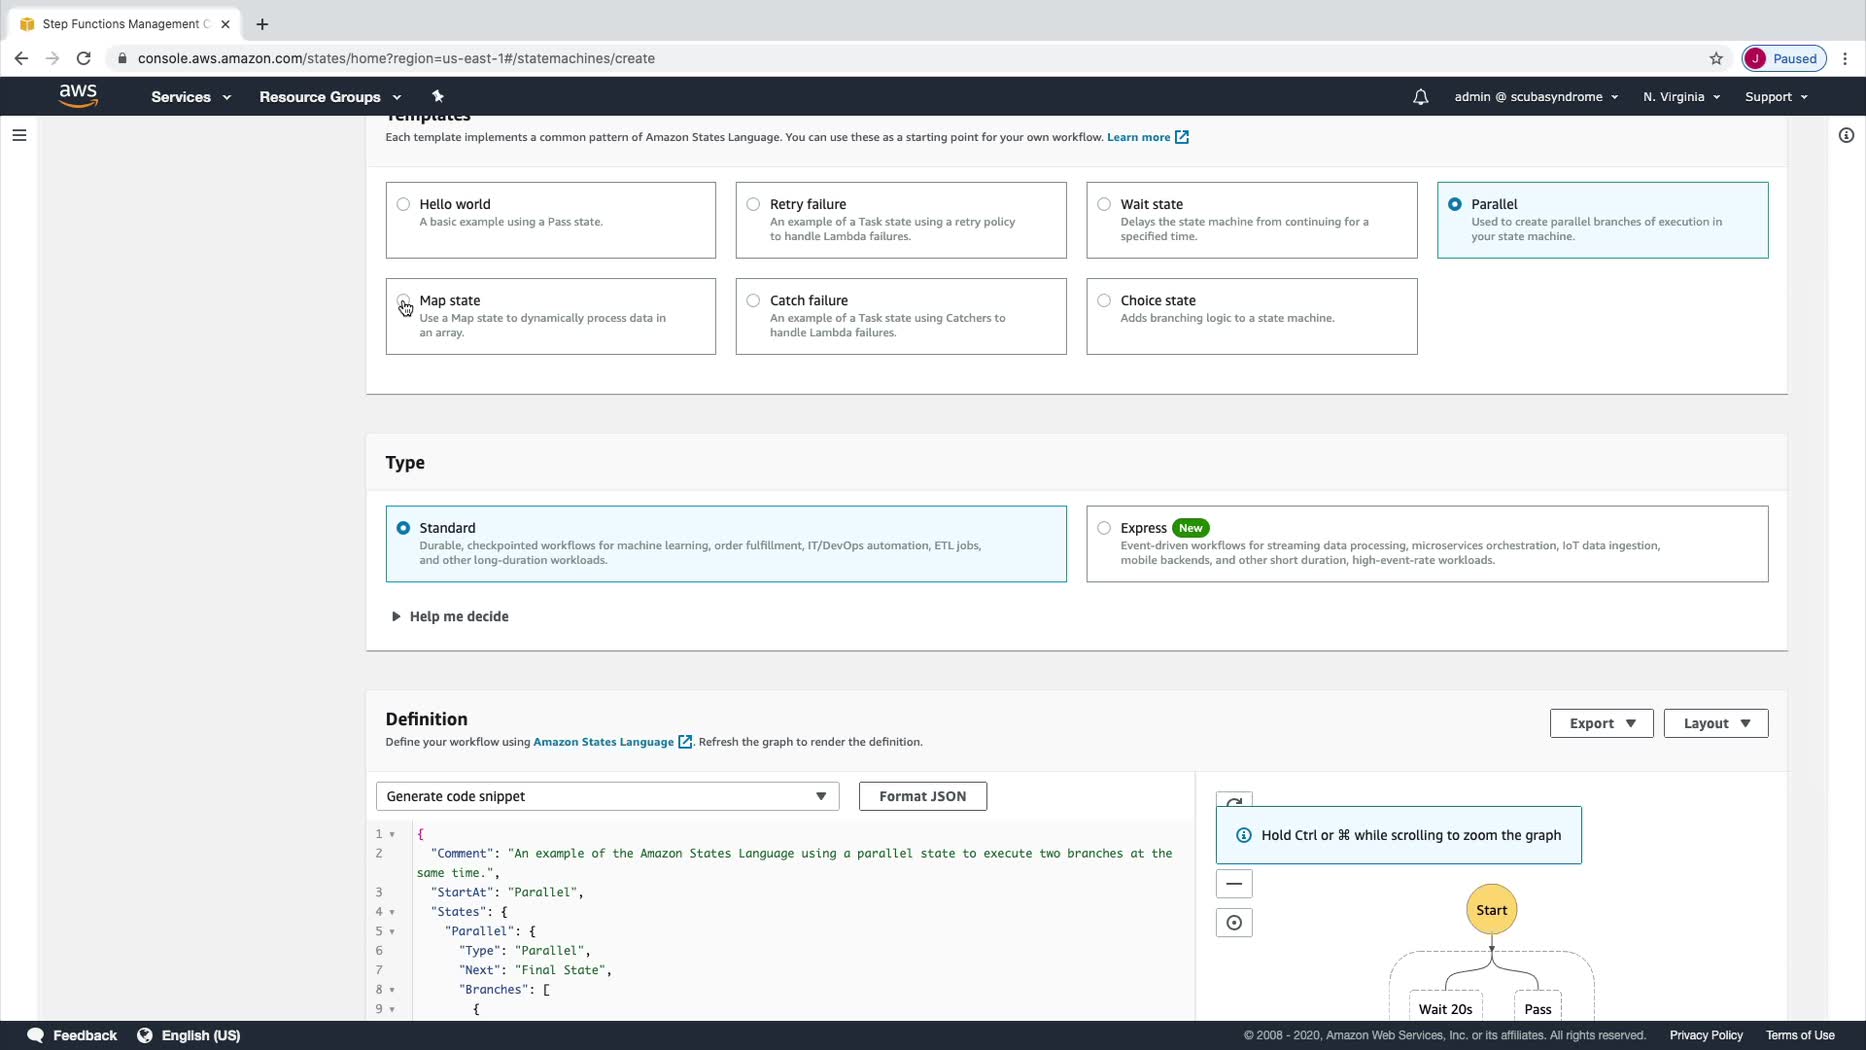 Step Functions Management C
console.aws.amazon.com/states/home?region=us-east-1#/statemachines/create
J Paused
aws
Services
Resource Groups
admin @ scubasyndrome
N. Virginia
Support
Templates
Each template implements a common pattern of Amazon States Language. You can use these as a starting point for your own workflow. Learn more
Hello world
A basic example using a Pass state.
Retry failure
An example of a Task state using a retry policy
to handle Lambda failures.
Wait state
Delays the state machine from continuing for a
specified time.
Parallel
Used to create parallel branches of execution in
your state machine.
Map state
Use a Map state to dynamically process data in
an array.
Catch failure
An example of a Task state using Catchers to
handle Lambda failures.
Choice state
Adds branching logic to a state machine.
Type
Standard
Durable, checkpointed workflows for machine learning, order fulfillment, IT/DevOps automation, ETL jobs,
and other long-duration workloads.
Express New
Event-driven workflows for streaming data processing, microservices orchestration, IoT data ingestion,
mobile backends, and other short duration, high-event-rate workloads.
Help me decide
Definition
Define your workflow using Amazon States Language. Refresh the graph to render the definition.
Export
Layout
Generate code snippet
Format JSON
1 {
2 "Comment": "An example of the Amazon States Language using a parallel state to execute two branches at the
same time.",
3 "StartAt": "Parallel",
4 "States": {
5 "Parallel": {
6 "Type": "Parallel",
7 "Next": "Final State",
8 "Branches": [
9 {
Hold Ctrl or ⌘ while scrolling to zoom the graph
Start
Wait 20s
Pass
Feedback
English (US)
© 2008 - 2020, Amazon Web Services, Inc. or its affiliates. All rights reserved.
Privacy Policy
Terms of Use